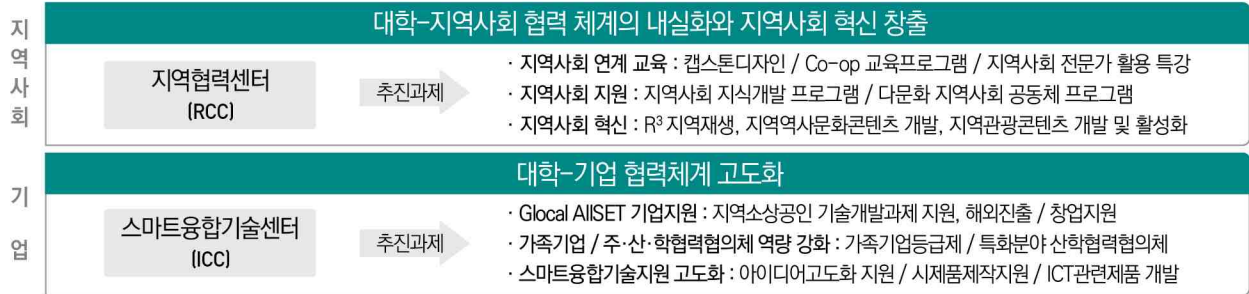 지역사회
대학-지역사회 협력 체계의 내실화와 지역사회 혁신 창출
지역협력센터
(RCC)
추진과제
· 지역사회 연계 교육 : 캡스톤디자인 / Co-op 교육프로그램 / 지역사회 전문가 활용 특강
· 지역사회 지원 : 지역사회 지식개발 프로그램 / 다문화 지역사회 공동체 프로그램
· 지역사회 혁신 : R³ 지역재생, 지역역사문화콘텐츠 개발, 지역관광콘텐츠 개발 및 활성화
기업
대학-기업 협력체계 고도화
스마트융합기술센터
(ICC)
추진과제
· Glocal AIISET 기업지원 : 지역소상공인 기술개발과제 지원, 해외진출 / 창업지원
· 가족기업 / 주·산·학협력협의체 역량 강화 : 가족기업등급제 / 특화분야 산학협력협의체
· 스마트융합기술지원 고도화 : 아이디어고도화 지원 / 시제품제작지원 / ICT관련제품 개발